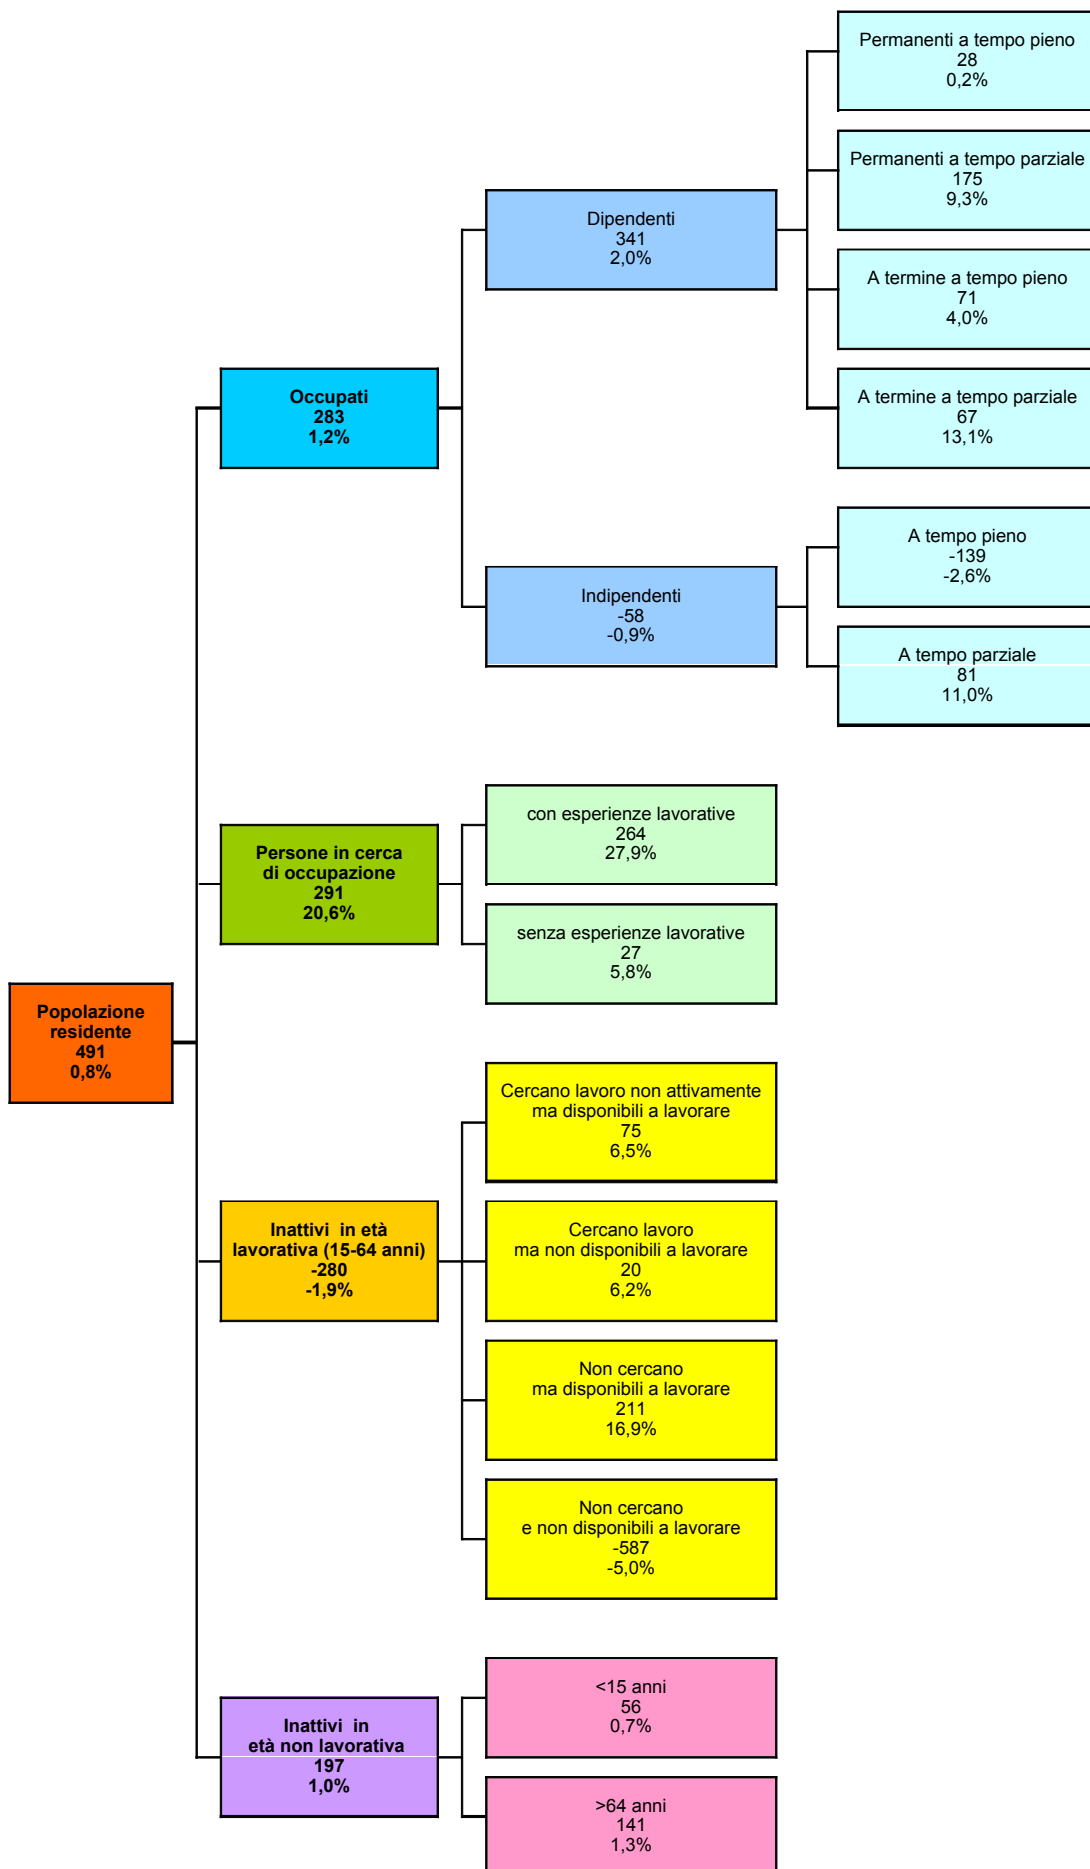 Popolazione
residente
491
0,8%
Occupati
283
1,2%
Dipendenti
341
2,0%
Permanenti a tempo pieno
28
0,2%
Permanenti a tempo parziale
175
9,3%
A termine a tempo pieno
71
4,0%
A termine a tempo parziale
67
13,1%
Indipendenti
-58
-0,9%
A tempo pieno
-139
-2,6%
A tempo parziale
81
11,0%
Persone in cerca
di occupazione
291
20,6%
con esperienze lavorative
264
27,9%
senza esperienze lavorative
27
5,8%
Inattivi in età
lavorativa (15-64 anni)
-280
-1,9%
Cercano lavoro non attivamente
ma disponibili a lavorare
75
6,5%
Cercano lavoro
ma non disponibili a lavorare
20
6,2%
Non cercano
ma disponibili a lavorare
211
16,9%
Non cercano
e non disponibili a lavorare
-587
-5,0%
Inattivi in
età non lavorativa
197
1,0%
<15 anni
56
0,7%
>64 anni
141
1,3%